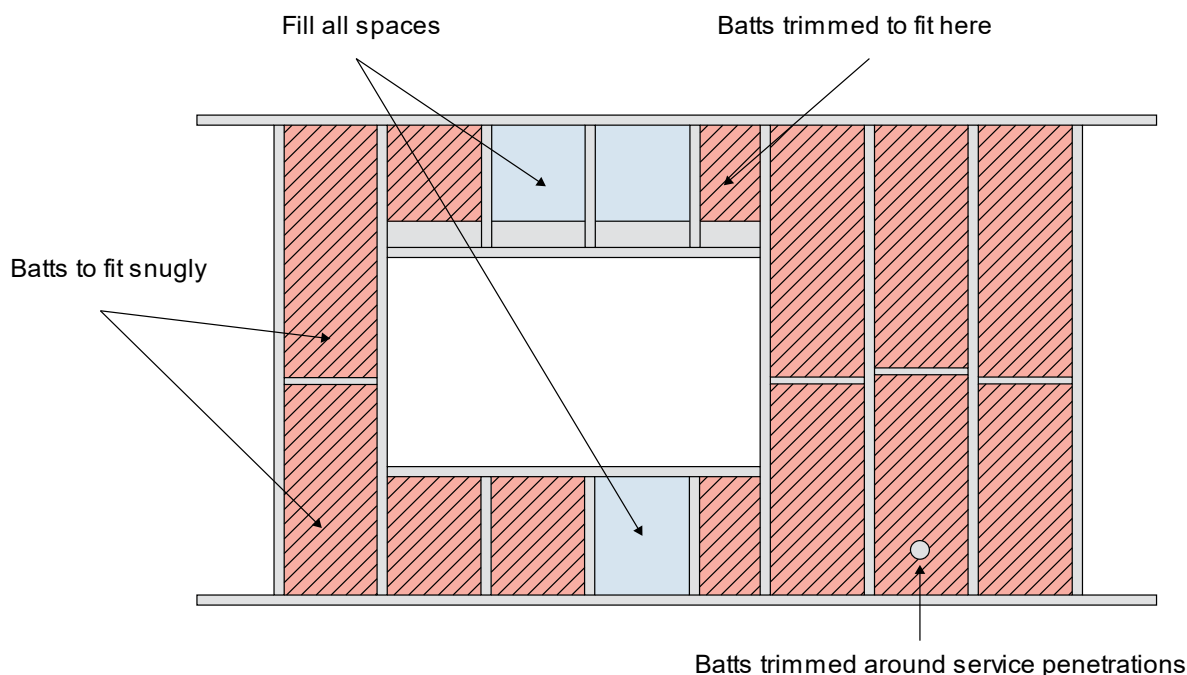 Fill all spaces
Batts trimmed to fit here
Batts to fit snugly
Batts trimmed around service penetrations